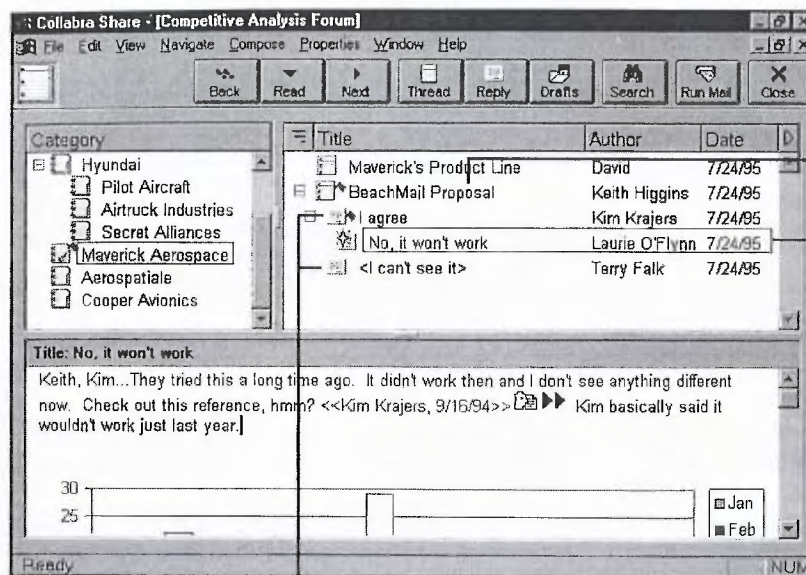 Collabra Share - [Competitive Analysis Forum]
File Edit View Navigate Compose Properties Window Help
Back Read Next Thread Reply Drafts Search Run Mail Close
Category
Hyundai
Pilot Aircraft
Airtruck Industries
Secret Alliances
Maverick Aerospace
Aerospatiale
Cooper Avionics
Title Author Date D
Maverick's Product Line David 7/24/95
BeachMail Proposal Keith Higgins 7/24/95
I agree Kim Krajers 7/24/95
No, it won't work Laurie O'Flynn 7/24/95
<I can't see it> Terry Falk 7/24/95
Title: No, it won't work
Keith, Kim...They tried this a long time ago. It didn't work then and I don't see anything different
now. Check out this reference, hmm? <<Kim Krajers, 9/16/94>> Kim basically said it
wouldn't work just last year.
30
25
Jan
Feb
Ready NUM